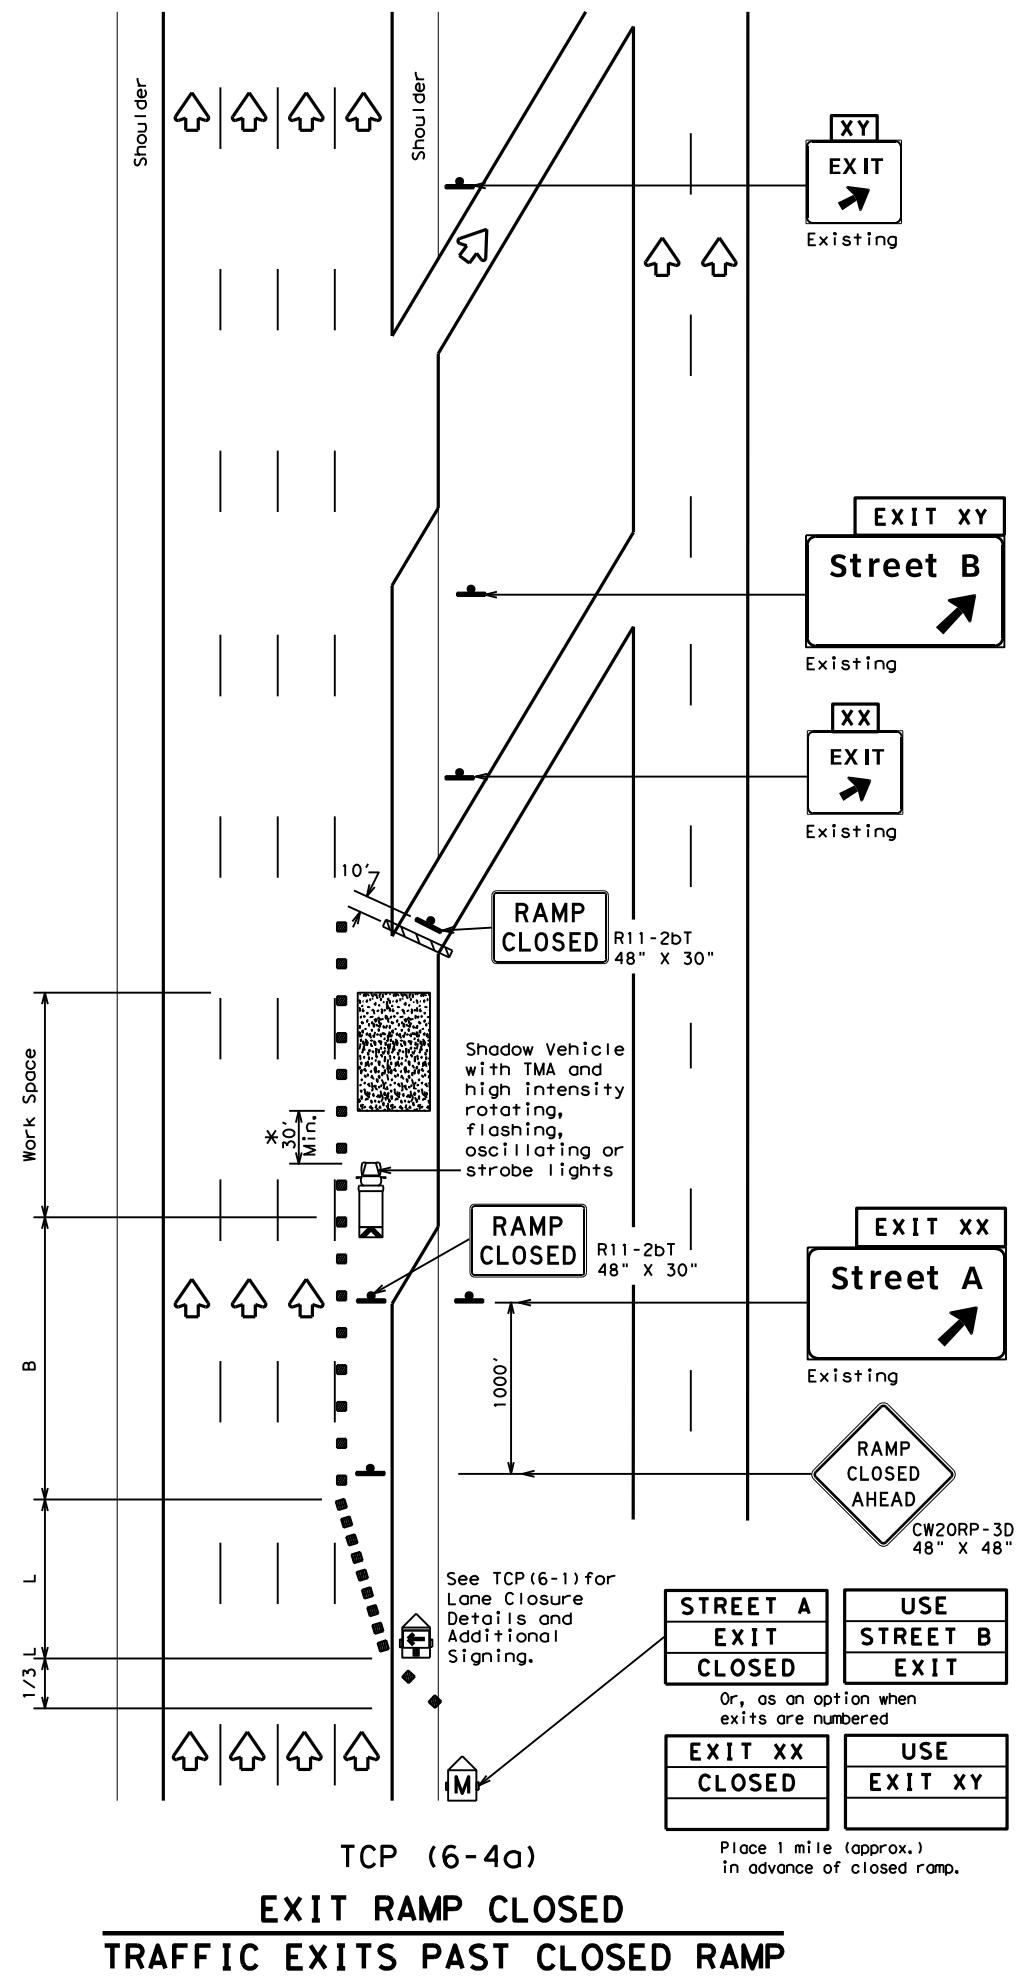 Shoulder
Shoulder
XY
EXIT
Existing
EXIT XY
Street B
Existing
XX
EXIT
Existing
10'
RAMP
CLOSED
R11-2bT
48" X 30"
Work Space
Shadow Vehicle
with TMA and
high intensity
rotating,
flashing,
oscillating or
strobe lights
*
30'
Min.
RAMP
CLOSED
R11-2bT
48" X 30"
EXIT XX
Street A
Existing
B
1000'
RAMP
CLOSED
AHEAD
CW20RP-3D
48" X 48"
L
1/3 L
See TCP(6-1)for
Lane Closure
Details and
Additional
Signing.
STREET A
EXIT
CLOSED
USE
STREET B
EXIT
Or, as an option when
exits are numbered
EXIT XX
CLOSED
USE
EXIT XY
M
Place 1 mile (approx.)
in advance of closed ramp.
TCP (6-4a)
EXIT RAMP CLOSED
TRAFFIC EXITS PAST CLOSED RAMP